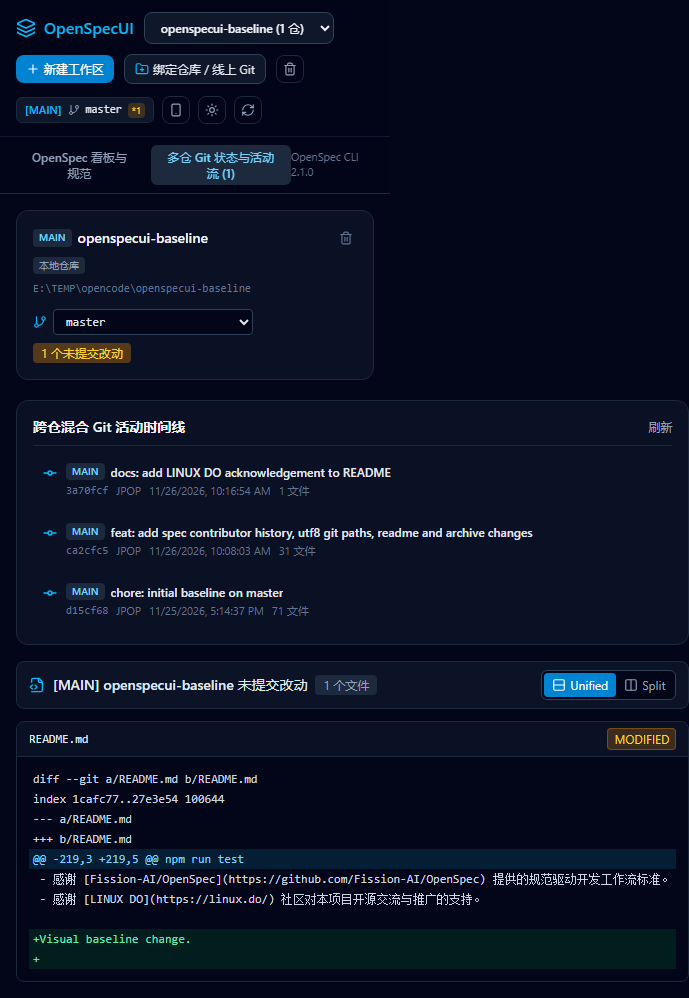 OpenSpecUI openspecui-baseline (1 仓)
新建工作区 绑定仓库 / 线上 Git
[MAIN] master *1
OpenSpec 看板与
规范
多仓 Git 状态与活动
流 (1)
OpenSpec CLI
2.1.0
MAIN openspecui-baseline
本地仓库
E:\TEMP\opencode\openspecui-baseline
master
1 个未提交改动
跨仓混合 Git 活动时间线 刷新
MAIN docs: add LINUX DO acknowledgement to README
3a70fcf JPOP 11/26/2026, 10:16:54 AM 1 文件
MAIN feat: add spec contributor history, utf8 git paths, readme and archive changes
ca2cfc5 JPOP 11/26/2026, 10:08:03 AM 31 文件
MAIN chore: initial baseline on master
d15cf68 JPOP 11/25/2026, 5:14:37 PM 71 文件
[MAIN] openspecui-baseline 未提交改动 1 个文件 Unified Split
README.md MODIFIED
diff --git a/README.md b/README.md
index 1cafc77..27e3e54 100644
--- a/README.md
+++ b/README.md
@@ -219,3 +219,5 @@ npm run test
- 感谢 [Fission-AI/OpenSpec](https://github.com/Fission-AI/OpenSpec) 提供的规范驱动开发工作流标准。
- 感谢 [LINUX DO](https://linux.do/) 社区对本项目开源交流与推广的支持。
+Visual baseline change.
+